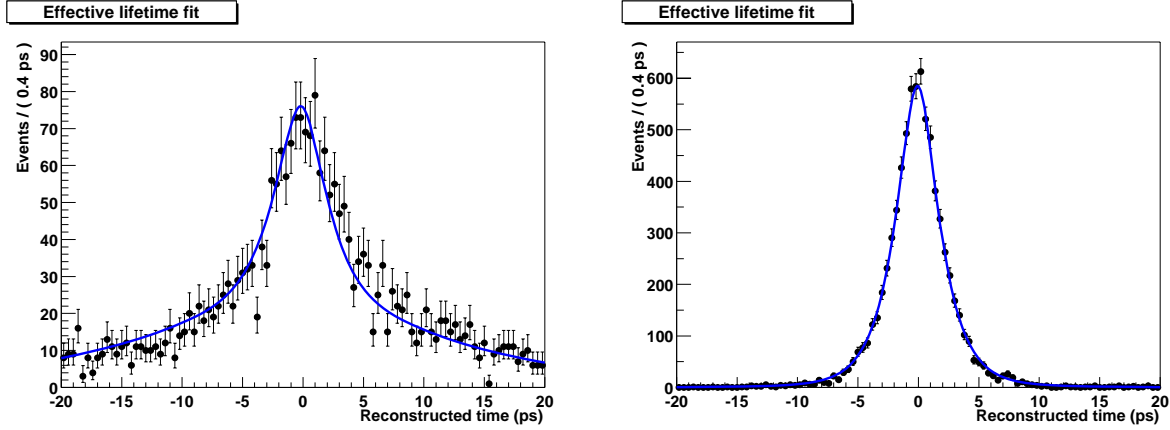 Effective lifetime fit
Events / ( 0.4 ps )
90
80
70
60
50
40
30
20
10
0
-20 -15 -10 -5 0 5 10 15 20
Reconstructed time (ps)
Effective lifetime fit
Events / ( 0.4 ps )
600
500
400
300
200
100
0
-20 -15 -10 -5 0 5 10 15 20
Reconstructed time (ps)